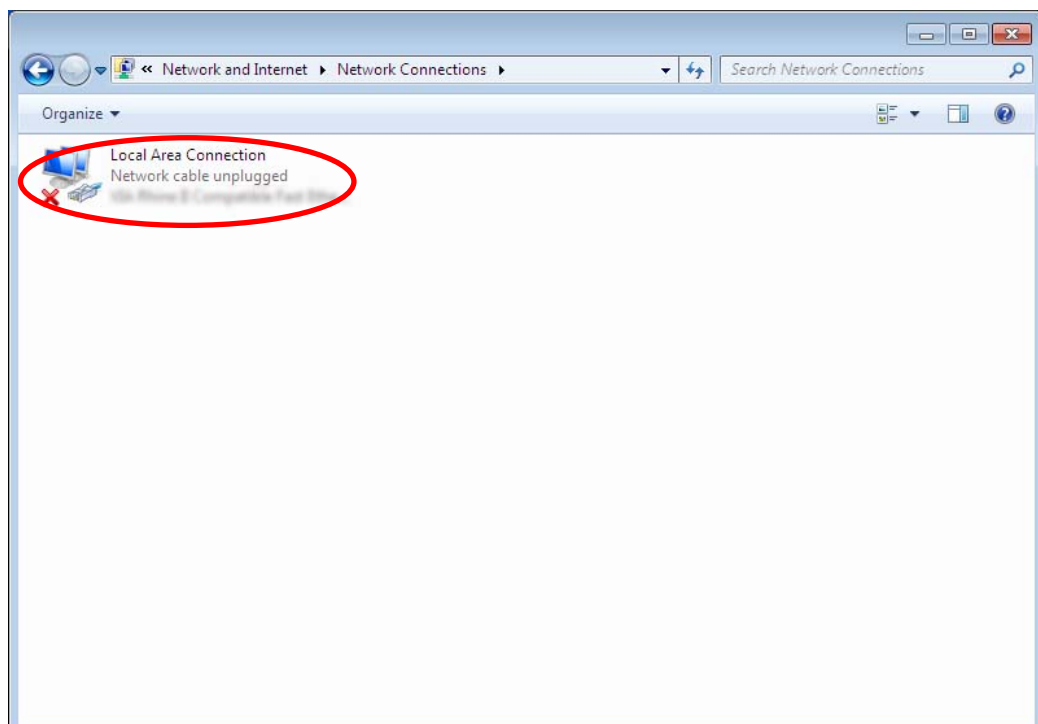 « Network and Internet ▸ Network Connections ▸
Search Network Connections
Organize
Local Area Connection
Network cable unplugged